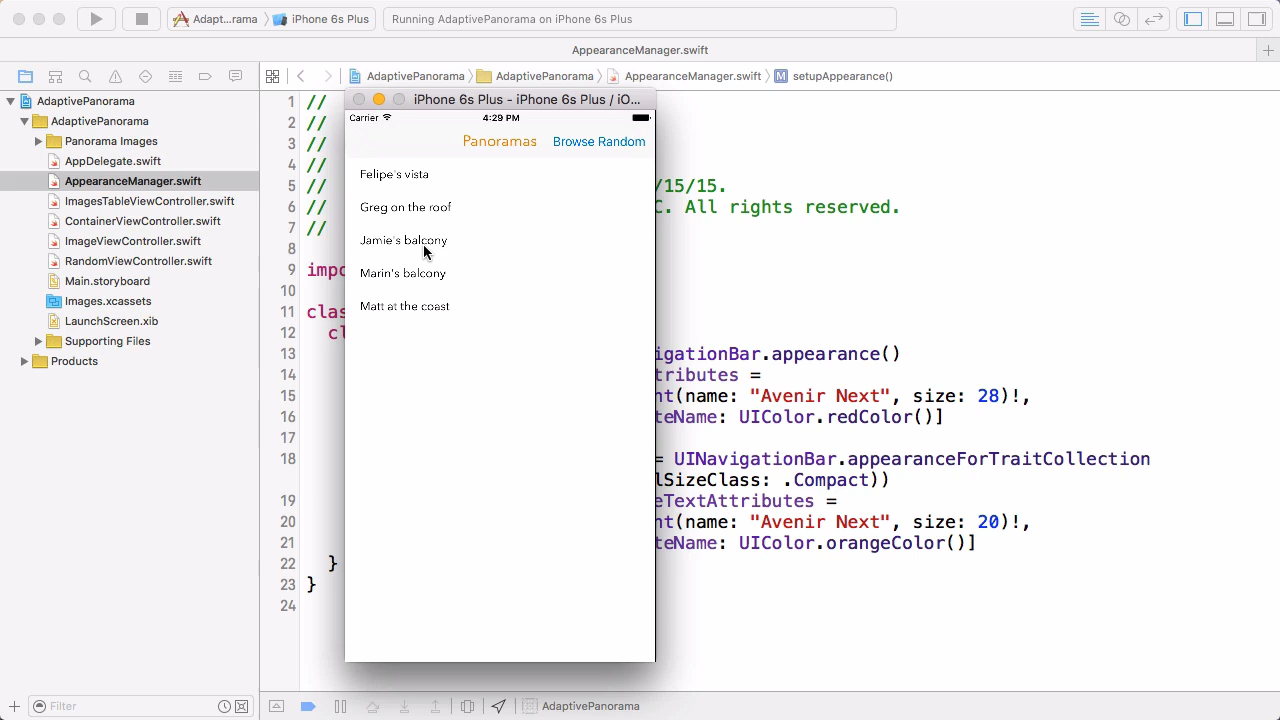 Adapt...rama iPhone 6s Plus Running AdaptivePanorama on iPhone 6s Plus
AppearanceManager.swift
AdaptivePanorama AdaptivePanorama AppearanceManager.swift M setupAppearance()
AdaptivePanorama
AdaptivePanorama
Panorama Images
AppDelegate.swift
AppearanceManager.swift
ImagesTableViewController.swift
ContainerViewController.swift
ImageViewController.swift
RandomViewController.swift
Main.storyboard
Images.xcassets
LaunchScreen.xib
Supporting Files
Products
Filter
iPhone 6s Plus - iPhone 6s Plus / iO...
Carrier 4:29 PM
Panoramas Browse Random
Felipe's vista
Greg on the roof
Jamie's balcony
Marin's balcony
Matt at the coast
1 //
2 //
3 //
4 //
5 // /15/15.
6 // C. All rights reserved.
7 //
8
9 impo
10
11 clas
12 cl
13 igationBar.appearance()
14 tributes =
15 nt(name: "Avenir Next", size: 28)!,
16 teName: UIColor.redColor()]
17
18 = UINavigationBar.appearanceForTraitCollection
lSizeClass: .Compact))
19 eTextAttributes =
20 nt(name: "Avenir Next", size: 20)!,
21 teName: UIColor.orangeColor()]
22 }
23 }
24
AdaptivePanorama